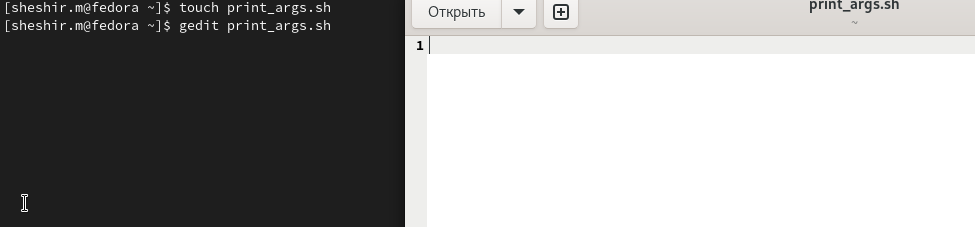 [sheshir.m@fedora ~]$ touch print_args.sh
[sheshir.m@fedora ~]$ gedit print_args.sh
Открыть
print_args.sh
~
1